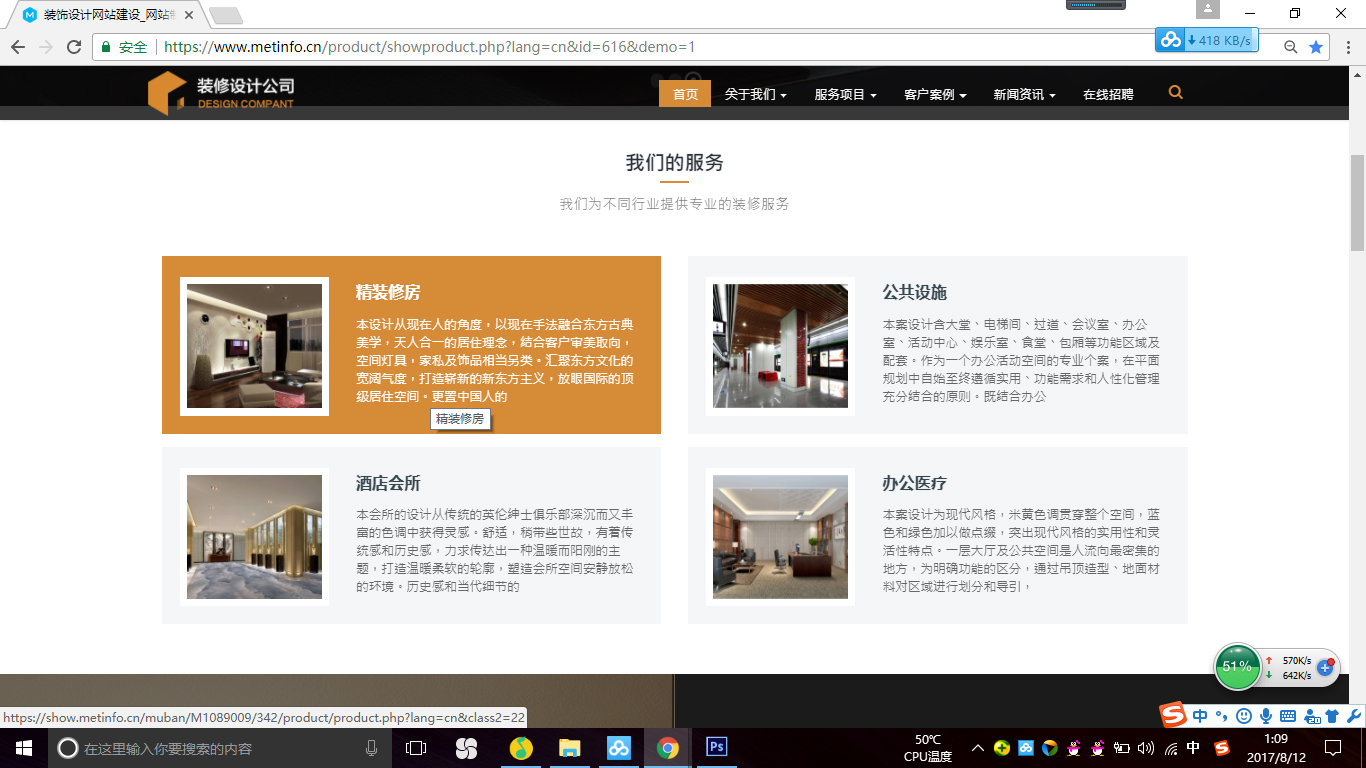 装饰设计网站建设_网站制
418 KB/s
安全
https://www.metinfo.cn/product/showproduct.php?lang=cn&id=616&demo=1
装修设计公司
DESIGN COMPANT
首页 关于我们 服务项目 客户案例 新闻资讯 在线招聘
我们的服务
我们为不同行业提供专业的装修服务
精装修房
本设计从现在人的角度，以现在手法融合东方古典
美学，天人合一的居住理念，结合客户审美取向，
空间灯具，家私及饰品相当另类。汇聚东方文化的
宽阔气度，打造崭新的新东方主义，放眼国际的顶
级居住空间。更置中国人的
精装修房
公共设施
本案设计含大堂、电梯间、过道、会议室、办公
室、活动中心、娱乐室、食堂、包厢等功能区域及
配套。作为一个办公活动空间的专业个案，在平面
规划中自始至终遵循实用、功能需求和人性化管理
充分结合的原则。既结合办公
酒店会所
本会所的设计从传统的英伦绅士俱乐部深沉而又丰
富的色调中获得灵感。舒适，稍带些世故，有着传
统感和历史感，力求传达出一种温暖而阳刚的主
题，打造温暖柔软的轮廓，塑造会所空间安静放松
的环境。历史感和当代细节的
办公医疗
本案设计为现代风格，米黄色调贯穿整个空间，蓝
色和绿色加以做点缀，突出现代风格的实用性和灵
活性特点。一层大厅及公共空间是人流向最密集的
地方，为明确功能的区分，通过吊顶造型、地面材
料对区域进行划分和导引，
51%
570K/s
642K/s
https://show.metinfo.cn/muban/M1089009/342/product/product.php?lang=cn&class2=22
中
在这里输入你要搜索的内容
Ps
50℃
CPU温度
中
1:09
2017/8/12